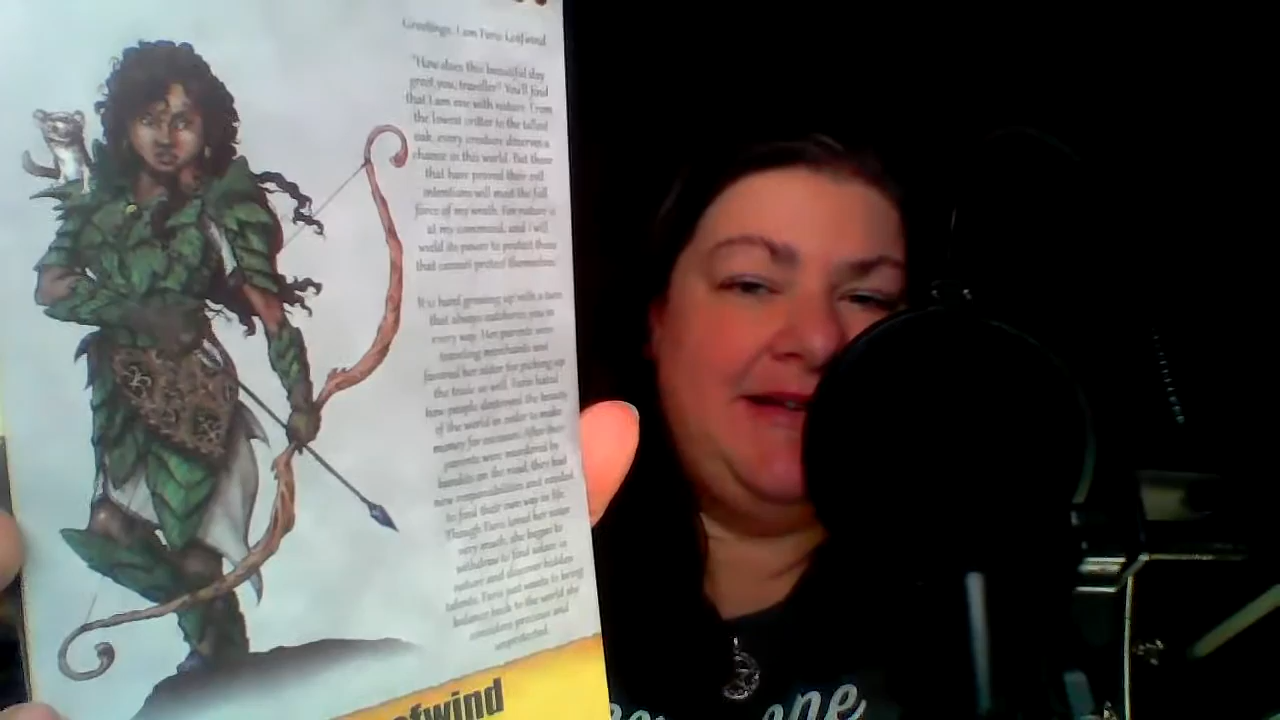 Greetings, I am Faru Leafwind
"How does this beautiful day
greet you, traveller? You'll find
that I am one with nature. From
the lowest critter to the tallest
oak, every creature deserves a
chance in this world. But those
that have proved their evil
intentions will meet the full
force of my wrath. For nature is
at my command, and I will
wield its power to protect those
that cannot protect themselves.
It is hard growing up with a twin
that always outshines you in
every way. Her parents were
traveling merchants and
favored her sister for picking up
the trade so well. hated
how people destroyed the beauty
of the world in order to make
money for After their
parents were murdered by
bandits on the road, they had
new responsibilities and needed
to find their own way in life.
Though loved her sister
very much, she began to
withdraw to find solace in
nature and discover hidden
talents. just wants to bring
balance back to the world she
considers precious and
unprotected.
afwind